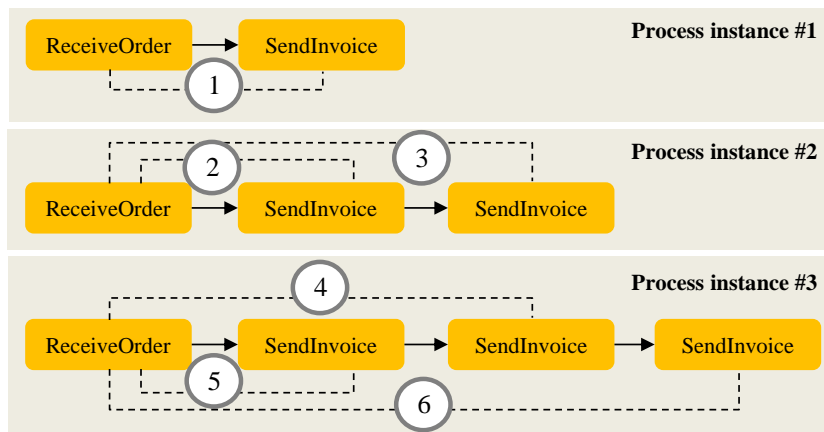 Process instance #1
ReceiveOrder
SendInvoice
1
Process instance #2
2
3
ReceiveOrder
SendInvoice
SendInvoice
Process instance #3
4
ReceiveOrder
SendInvoice
SendInvoice
SendInvoice
5
6